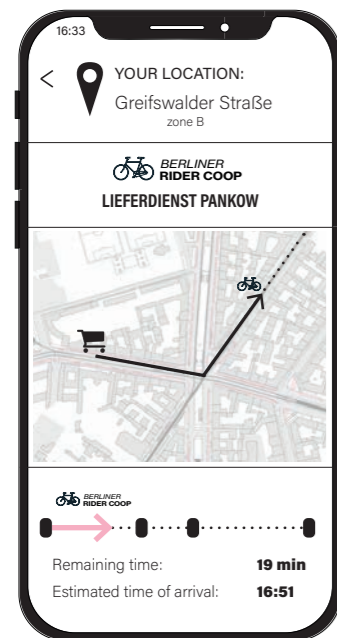 16:33
<
YOUR LOCATION:
Greifswalder Straße
zone B
BERLINER
RIDER COOP
LIEFERDIENST PANKOW
BERLINER
RIDER COOP
Remaining time: 19 min
Estimated time of arrival: 16:51